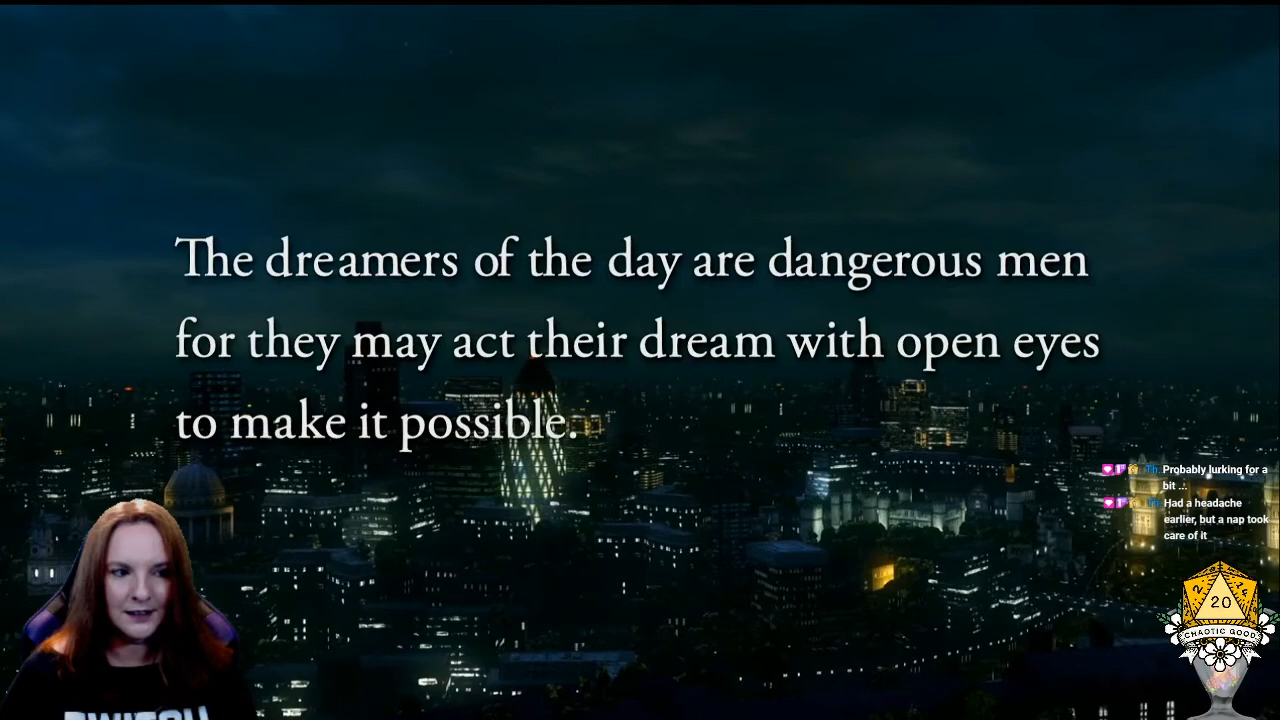 The dreamers of the day are dangerous men
for they may act their dream with open eyes
to make it possible.
Probably lurking for a
bit ...
Had a headache
earlier, but a nap took
care of it
20
CHAOTIC GOOD